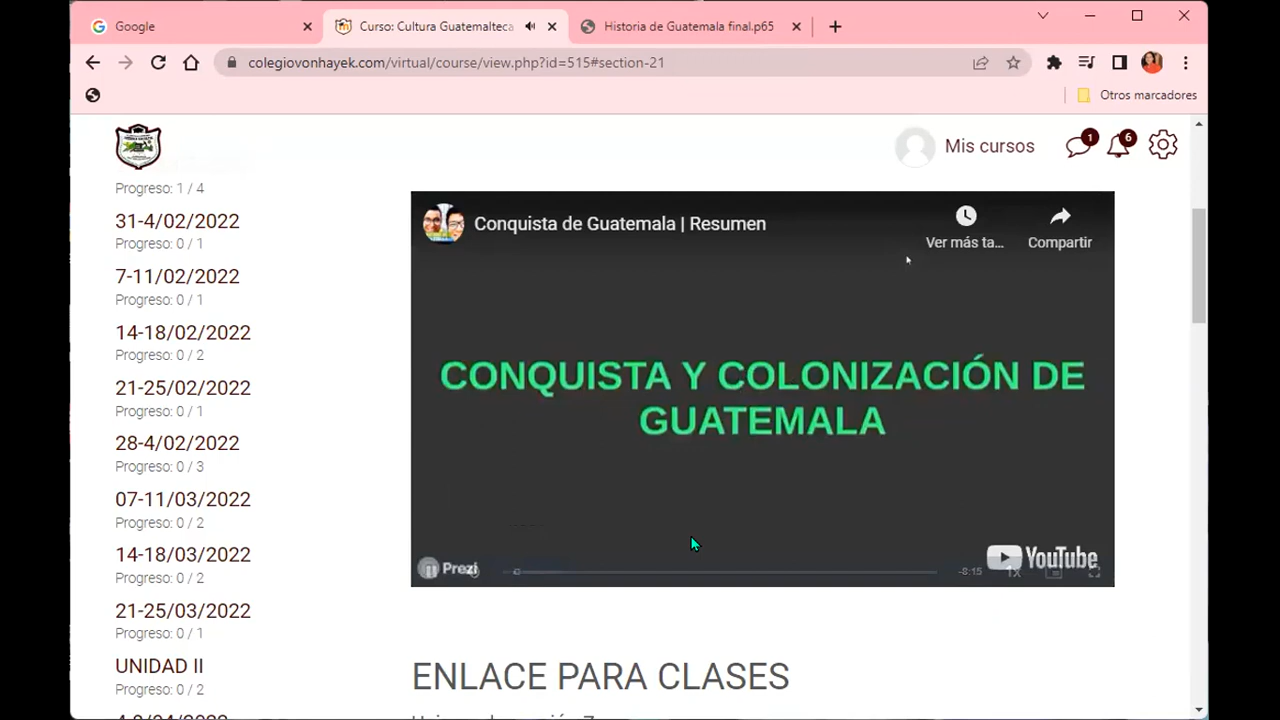 Google
Curso: Cultura Guatemalteca
Historia de Guatemala final.p65
colegiovonhayek.com/virtual/course/view.php?id=515#section-21
Otros marcadores
Mis cursos
1
6
Progreso: 1 / 4
31-4/02/2022
Progreso: 0 / 1
7-11/02/2022
Progreso: 0 / 1
14-18/02/2022
Progreso: 0 / 2
21-25/02/2022
Progreso: 0 / 1
28-4/02/2022
Progreso: 0 / 3
07-11/03/2022
Progreso: 0 / 2
14-18/03/2022
Progreso: 0 / 2
21-25/03/2022
Progreso: 0 / 1
UNIDAD II
Progreso: 0 / 2
Conquista de Guatemala | Resumen
Ver más ta...
Compartir
CONQUISTA Y COLONIZACIÓN DE
GUATEMALA
Prezi
-8:15
1x
YouTube
ENLACE PARA CLASES